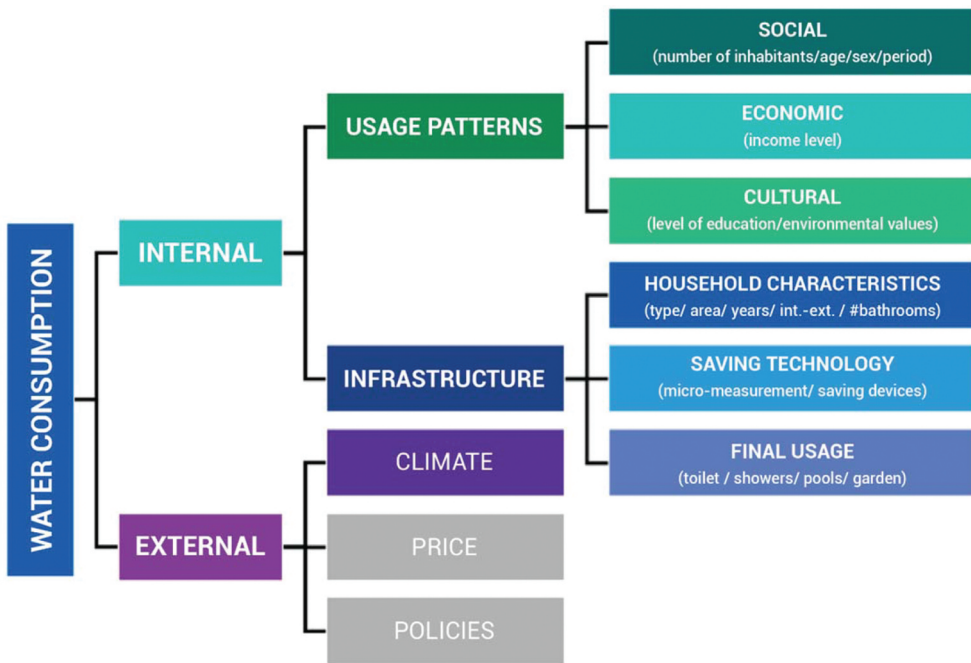 WATER CONSUMPTION
INTERNAL
USAGE PATTERNS
SOCIAL
(number of inhabitants/age/sex/period)
ECONOMIC
(income level)
CULTURAL
(level of education/environmental values)
INFRASTRUCTURE
HOUSEHOLD CHARACTERISTICS
(type/ area/ years/ int.-ext. / #bathrooms)
SAVING TECHNOLOGY
(micro-measurement/ saving devices)
FINAL USAGE
(toilet / showers/ pools/ garden)
EXTERNAL
CLIMATE
PRICE
POLICIES